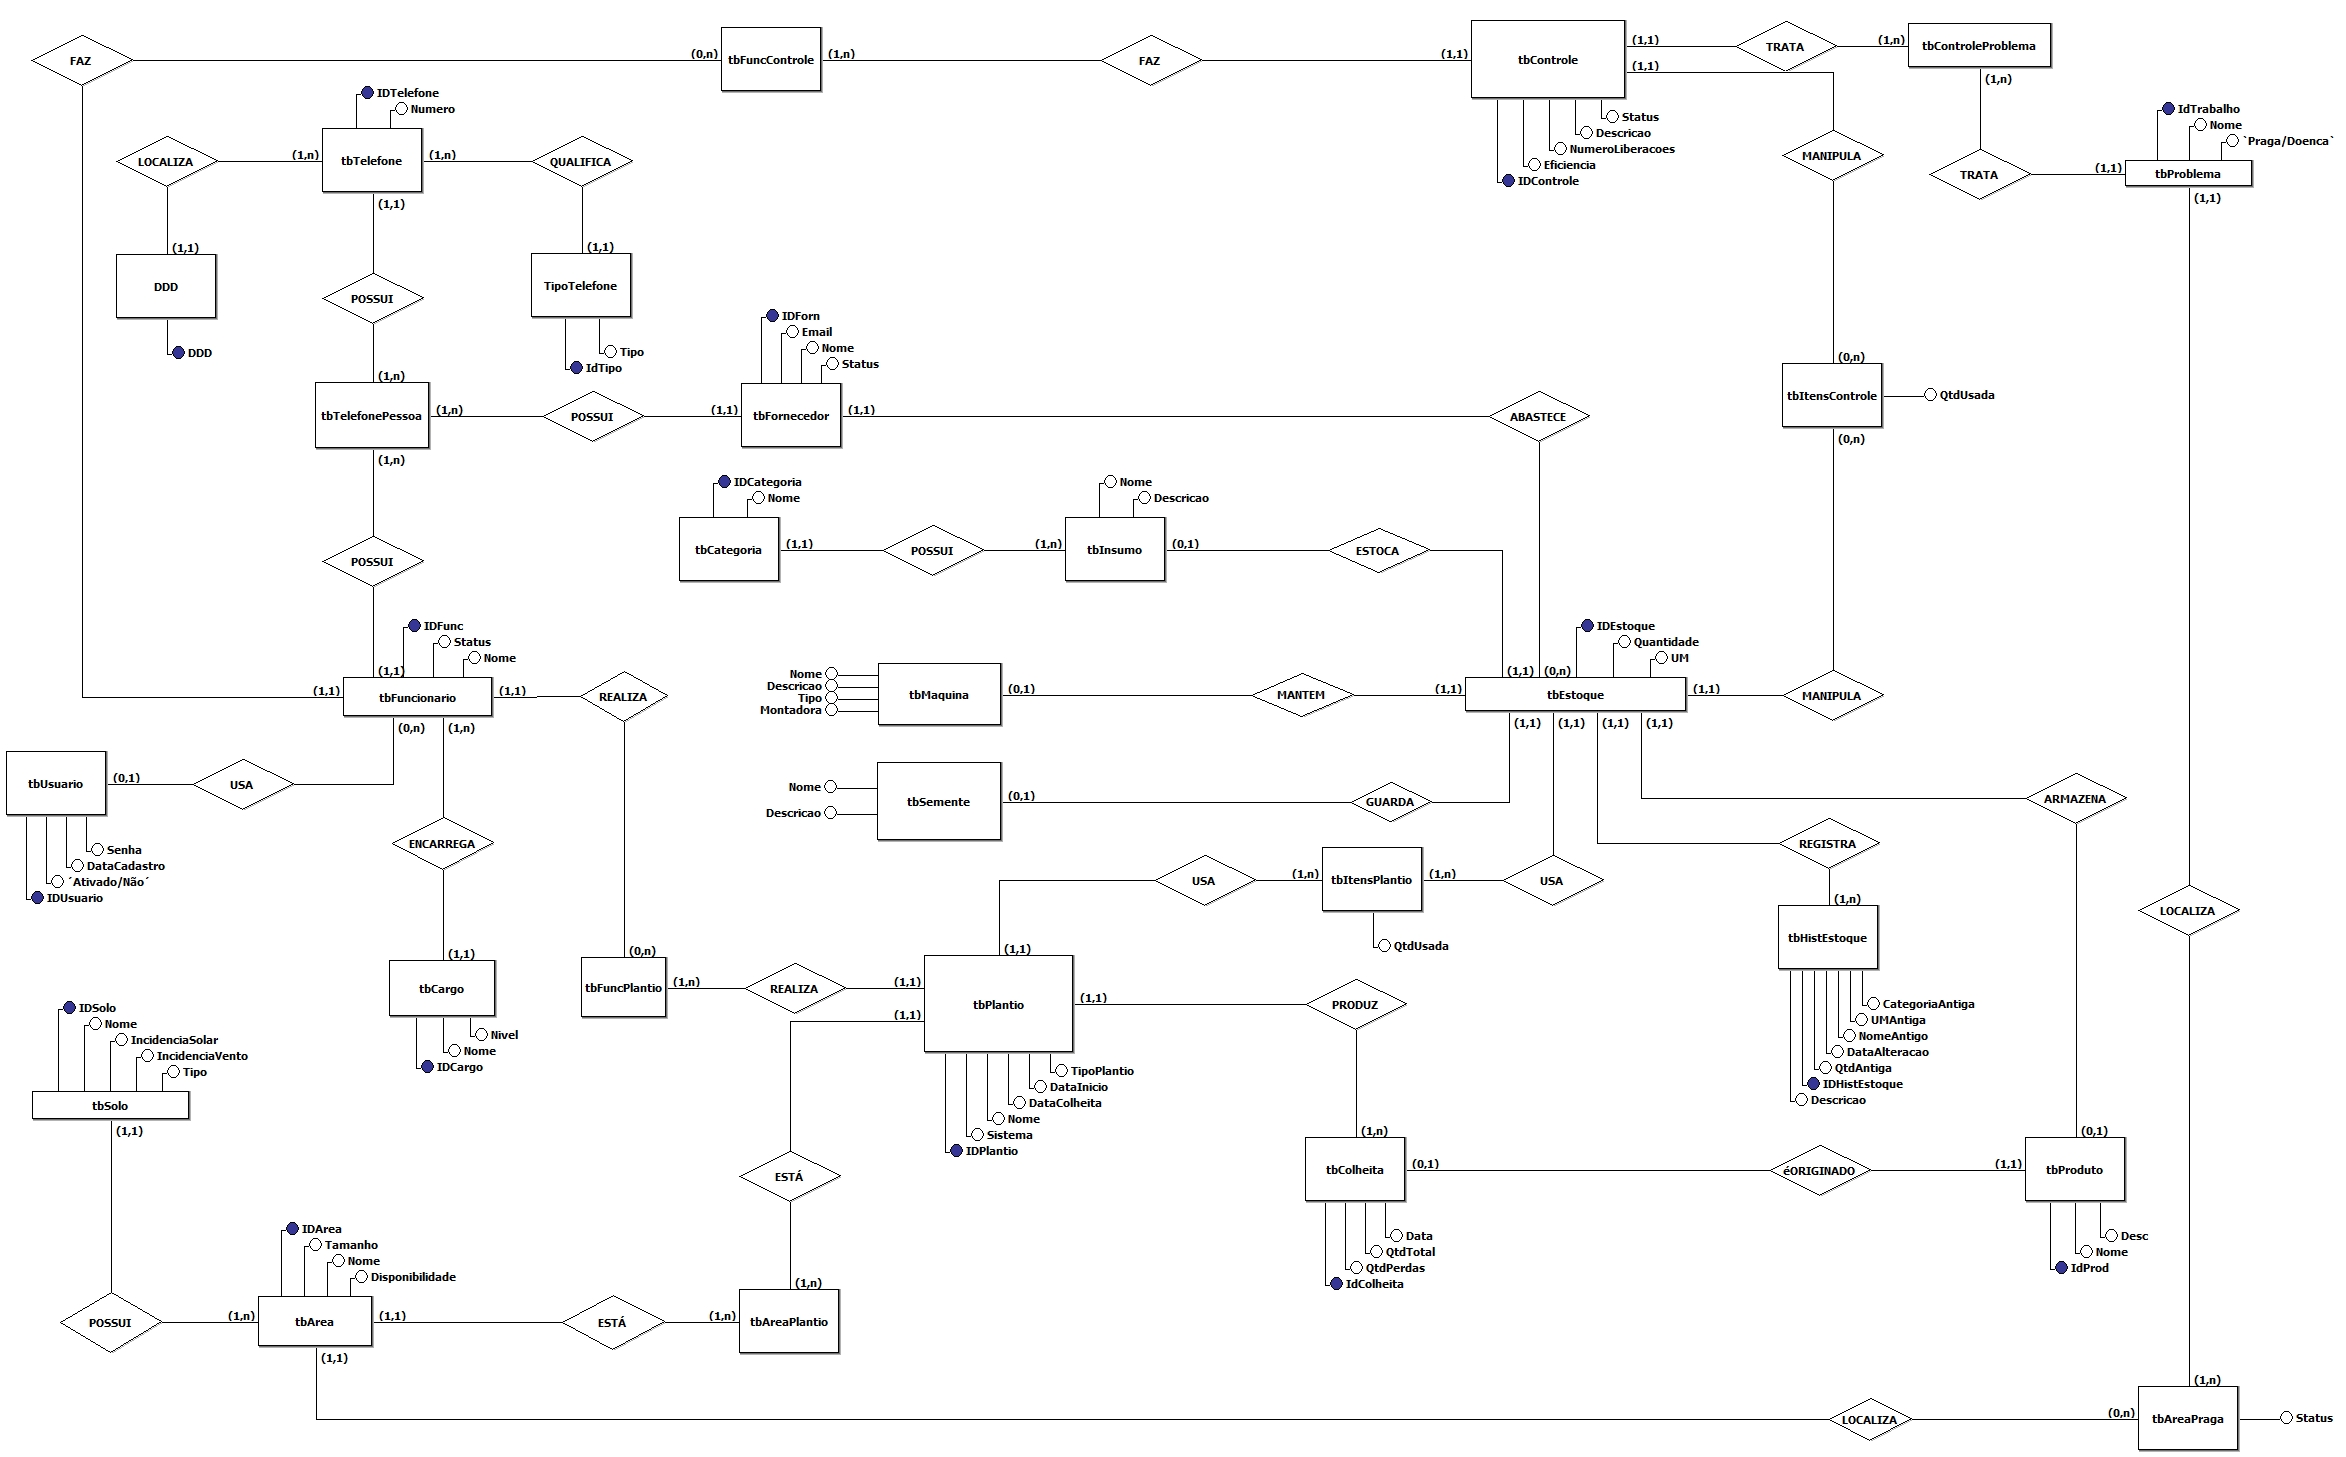 FAZ
(0,n)
tbFuncControle
(1,n)
FAZ
(1,1)
tbControle
(1,1)
TRATA
(1,n)
tbControleProblema
(1,1)
(1,n)
Status
Descricao
NumeroLiberacoes
Eficiencia
IDControle
MANIPULA
TRATA
IdTrabalho
Nome
`Praga/Doenca`
(1,1)
tbProblema
(1,1)
IDTelefone
Numero
LOCALIZA
(1,n)
tbTelefone
(1,n)
QUALIFICA
(1,1)
(1,1)
DDD
DDD
POSSUI
(1,1)
TipoTelefone
Tipo
IdTipo
(1,n)
tbTelefonePessoa
(1,n)
POSSUI
(1,1)
IDForn
Email
Nome
Status
tbFornecedor
(1,1)
ABASTECE
(0,n)
tbItensControle
QtdUsada
(0,n)
(1,n)
POSSUI
IDCategoria
Nome
tbCategoria
(1,1)
POSSUI
(1,n)
Nome
Descricao
tbInsumo
(0,1)
ESTOCA
IDFunc
Status
Nome
(1,1)
(1,1)
tbFuncionario
(1,1)
REALIZA
(0,n)
(1,n)
Nome
Descricao
Tipo
Montadora
tbMaquina
(0,1)
MANTEM
(1,1)
IDEstoque
Quantidade
UM
(1,1)
(0,n)
tbEstoque
(1,1)
MANIPULA
(1,1)
(1,1)
(1,1)
(1,1)
tbUsuario
(0,1)
USA
Senha
DataCadastro
´Ativado/Não´
IDUsuario
ENCARREGA
Nome
Descricao
tbSemente
(0,1)
GUARDA
ARMAZENA
REGISTRA
USA
(1,n)
tbItensPlantio
(1,n)
USA
QtdUsada
(1,n)
tbHistEstoque
CategoriaAntiga
UMAntiga
NomeAntigo
DataAlteracao
QtdAntiga
IDHistEstoque
Descricao
LOCALIZA
(1,1)
tbCargo
Nivel
Nome
IDCargo
(0,n)
tbFuncPlantio
(1,n)
REALIZA
(1,1)
(1,1)
(1,1)
tbPlantio
(1,1)
PRODUZ
TipoPlantio
DataInicio
DataColheita
Nome
Sistema
IDPlantio
IDSolo
Nome
IncidenciaSolar
IncidenciaVento
Tipo
tbSolo
(1,1)
ESTÁ
(1,n)
tbColheita
(0,1)
éORIGINADO
(1,1)
(0,1)
tbProduto
Data
QtdTotal
QtdPerdas
IdColheita
Desc
Nome
IdProd
POSSUI
(1,n)
IDArea
Tamanho
Nome
Disponibilidade
tbArea
(1,1)
ESTÁ
(1,n)
(1,n)
tbAreaPlantio
(1,1)
LOCALIZA
(0,n)
(1,n)
tbAreaPraga
Status